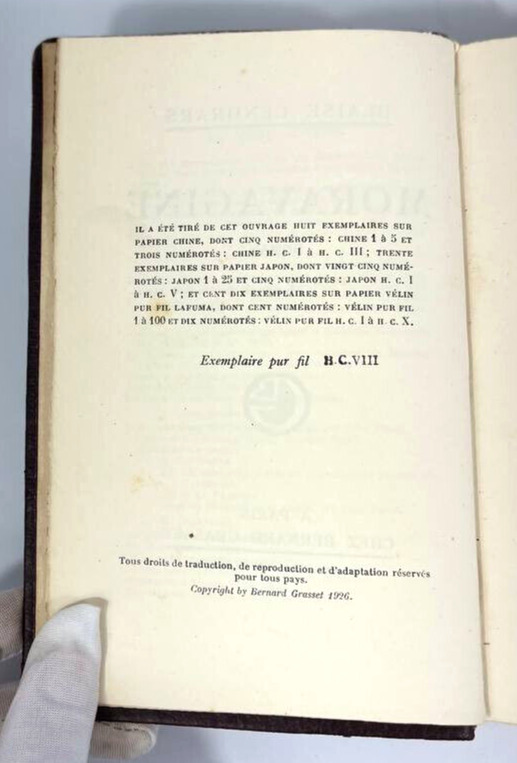 IL A ÉTÉ TIRÉ DE CET OUVRAGE HUIT EXEMPLAIRES SUR
PAPIER CHINE, DONT CINQ NUMÉROTÉS : CHINE 1 à 5 ET
TROIS NUMÉROTÉS : CHINE H. C. I à H. C. III ; TRENTE
EXEMPLAIRES SUR PAPIER JAPON, DONT VINGT CINQ NUMÉ-
ROTÉS : JAPON 1 à 25 ET CINQ NUMÉROTÉS : JAPON H. C. I
à H. C. V ; ET CENT DIX EXEMPLAIRES SUR PAPIER VÉLIN
PUR FIL LAFUMA, DONT CENT NUMÉROTÉS : VÉLIN PUR FIL
1 à 100 ET DIX NUMÉROTÉS : VÉLIN PUR FIL H. C. I à H. C. X.
Exemplaire pur fil H.C.VIII
Tous droits de traduction, de reproduction et d'adaptation réservés
pour tous pays.
Copyright by Bernard Grasset 1926.